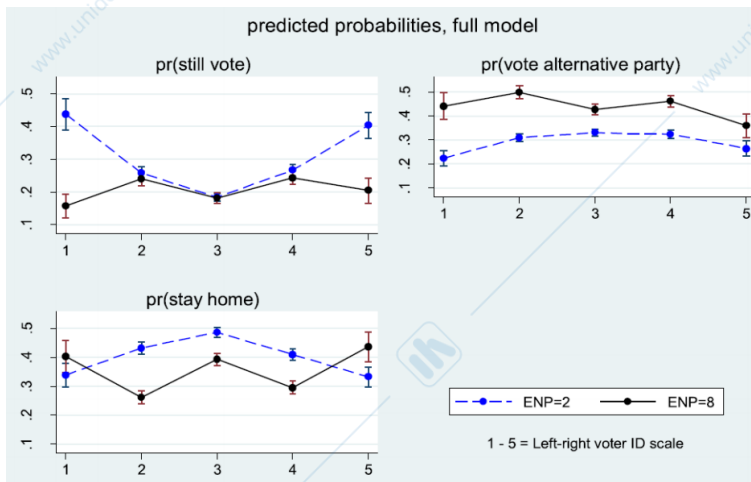 predicted probabilities, full model
pr(still vote)
.5
.4
.3
.2
.1
1 2 3 4 5
pr(vote alternative party)
.5
.4
.3
.2
.1
1 2 3 4 5
pr(stay home)
.5
.4
.3
.2
.1
1 2 3 4 5
ENP=2 ENP=8
1 - 5 = Left-right voter ID scale